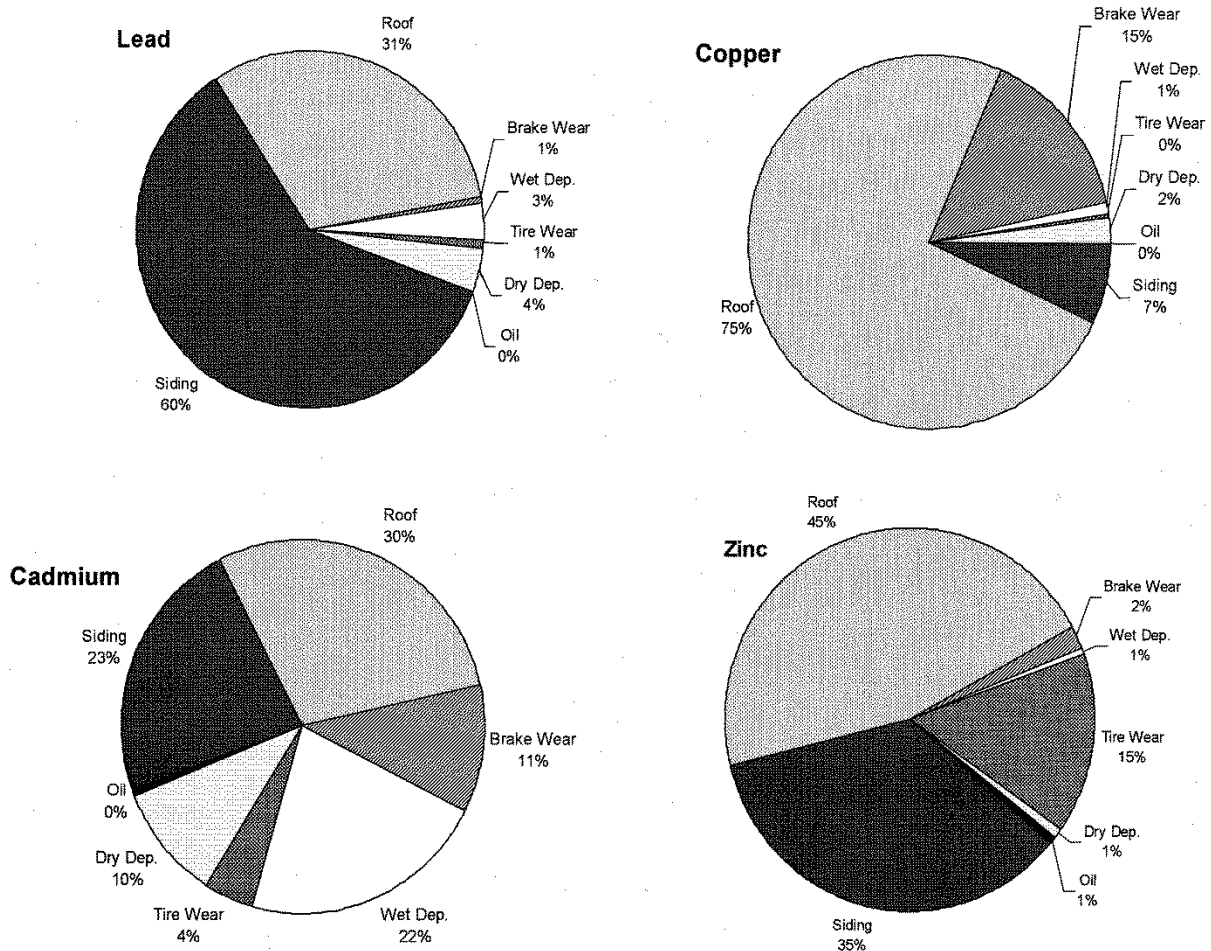 Lead
Roof
31%
Brake Wear
1%
Wet Dep.
3%
Tire Wear
1%
Dry Dep.
4%
Oil
0%
Siding
60%
Copper
Brake Wear
15%
Wet Dep.
1%
Tire Wear
0%
Dry Dep.
2%
Oil
0%
Siding
7%
Roof
75%
Cadmium
Roof
30%
Siding
23%
Brake Wear
11%
Oil
0%
Dry Dep.
10%
Tire Wear
4%
Wet Dep.
22%
Zinc
Roof
45%
Brake Wear
2%
Wet Dep.
1%
Tire Wear
15%
Dry Dep.
1%
Oil
1%
Siding
35%